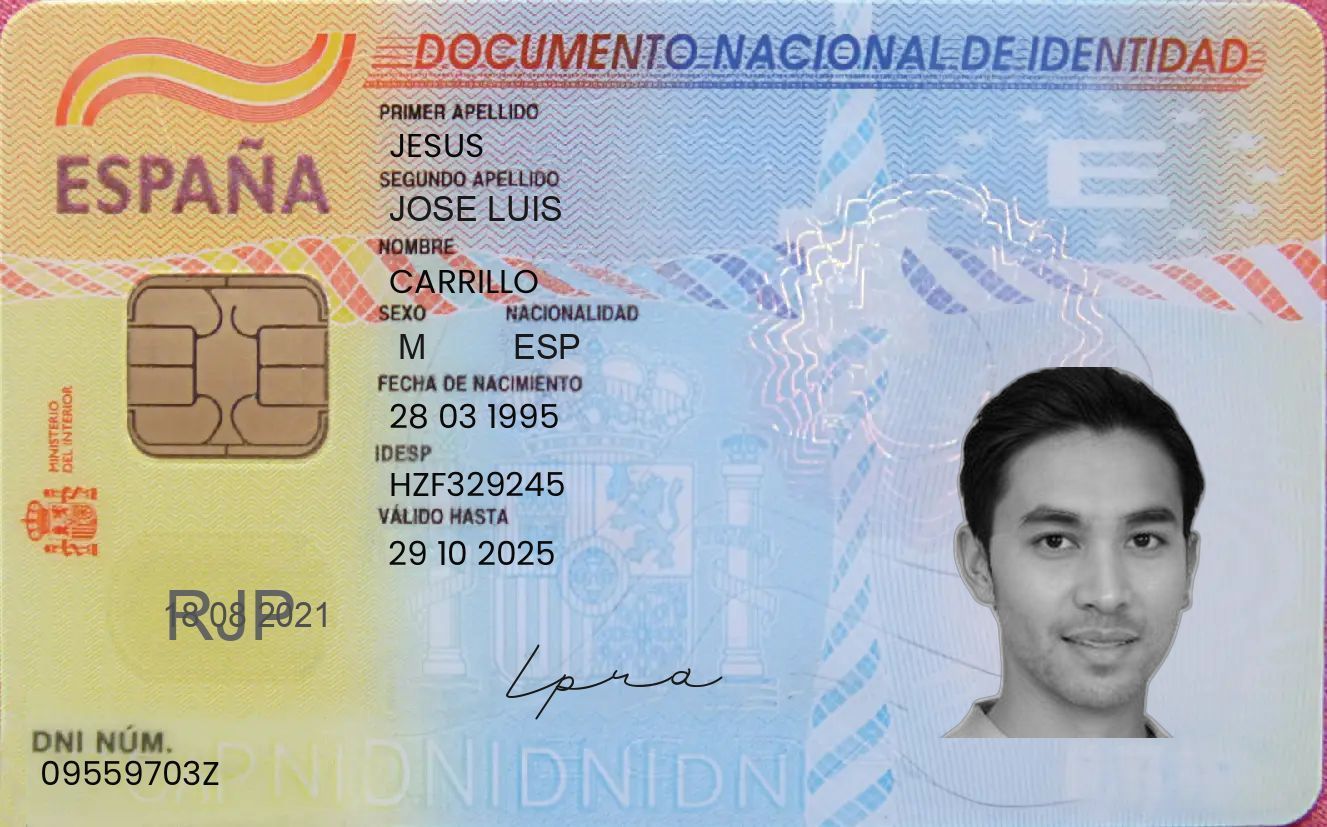 DOCUMENTO NACIONAL DE IDENTIDAD
ESPAÑA
PRIMER APELLIDO
JESUS
SEGUNDO APELLIDO
JOSE LUIS
NOMBRE
CARRILLO
SEXO NACIONALIDAD
M ESP
FECHA DE NACIMIENTO
28 03 1995
IDESP
HZF329245
VÁLIDO HASTA
29 10 2025
E
MINISTERIO
DEL INTERIOR
RJP
18 08 2021
Lpra
DNI NÚM.
09559703Z
DNIDNIDNIDNI